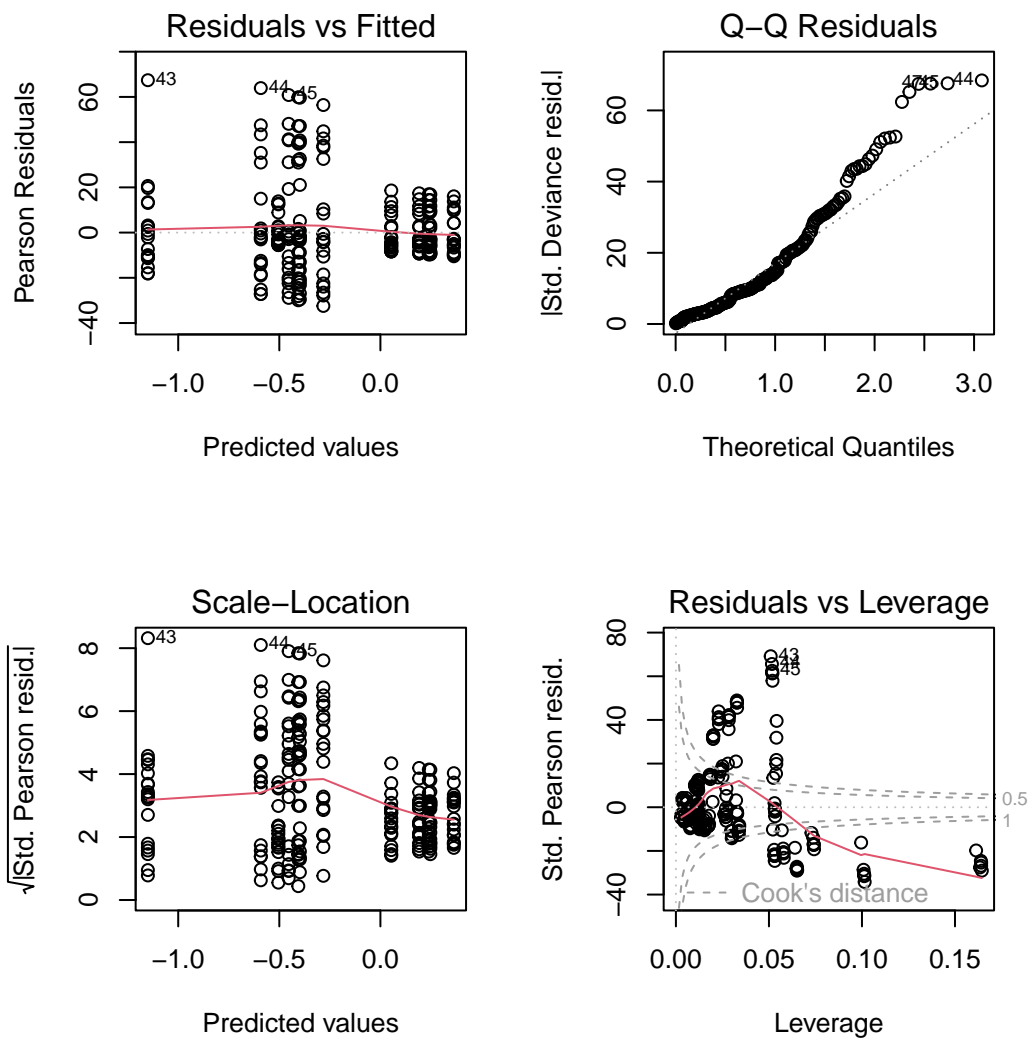 Residuals vs Fitted
Pearson Residuals
60
20
0
−40
43
44
45
−1.0 −0.5 0.0
Predicted values
Q−Q Residuals
|Std. Deviance resid.|
60
40
20
0
47 45 44
0.0 1.0 2.0 3.0
Theoretical Quantiles
Scale−Location
√|Std. Pearson resid.|
8
6
4
2
0
43
44
45
−1.0 −0.5 0.0
Predicted values
Residuals vs Leverage
Std. Pearson resid.
80
40
0
−40
43
44
45
0.5
1
Cook's distance
0.00 0.05 0.10 0.15
Leverage